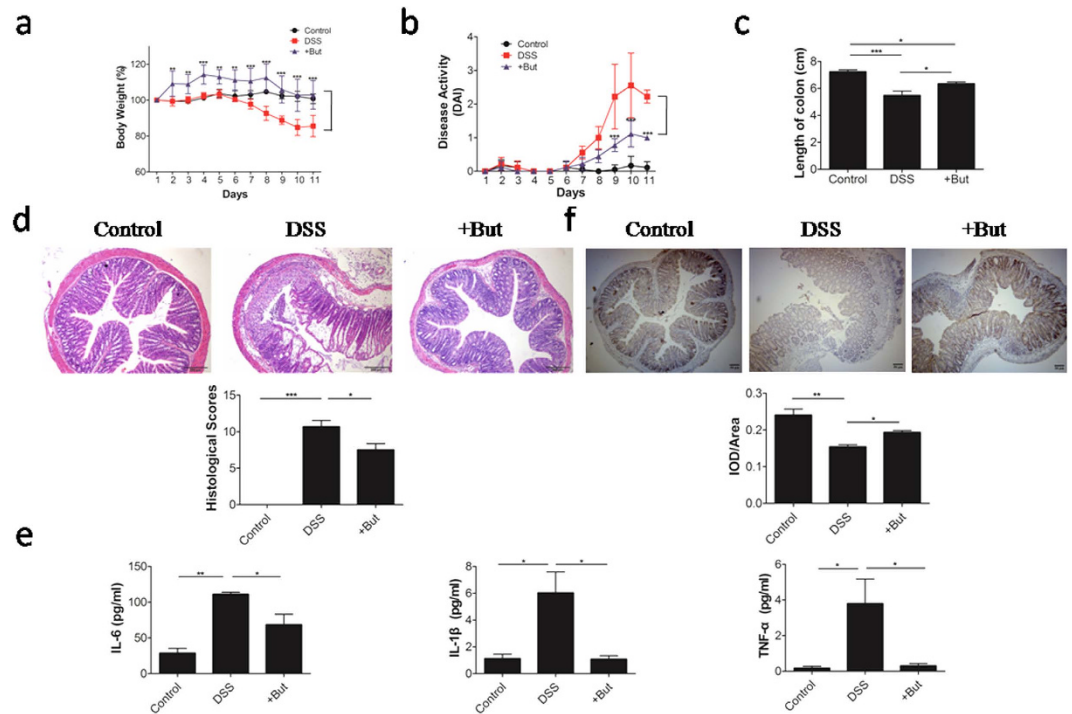 a
Control
DSS
+But
Body Weight (%)
120
100
80
60
** ** *** ** ** *** *** *** *** ***
1 2 3 4 5 6 7 8 9 10 11
Days
b
Control
DSS
+But
Disease Activity
(DAI)
4
3
2
1
0
*** *** ***
1 2 3 4 5 6 7 8 9 10 11
Days
c
Length of colon (cm)
8
6
4
2
0
*
***
*
Control DSS +But
d
Control DSS +But
Histological Scores
15
10
5
0
*** *
Control DSS +But
f
Control DSS +But
IOD/Area
0.3
0.2
0.1
0.0
** *
Control DSS +But
e
IL-6 (pg/ml)
150
100
50
0
** *
Control DSS +But
IL-1β (pg/ml)
8
6
4
2
0
* *
Control DSS +But
TNF-α (pg/ml)
6
4
2
0
* *
Control DSS +But